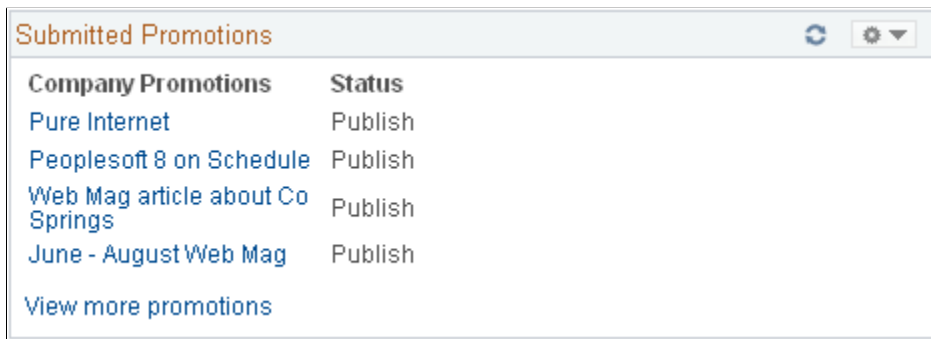 Submitted Promotions
Company Promotions Status
Pure Internet Publish
Peoplesoft 8 on Schedule Publish
Web Mag article about Co
Springs Publish
June - August Web Mag Publish
View more promotions